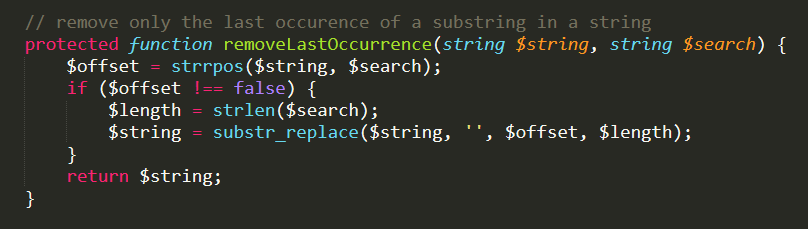 // remove only the last occurence of a substring in a string
protected function removeLastOccurrence(string $string, string $search) {
    $offset = strrpos($string, $search);
    if ($offset !== false) {
        $length = strlen($search);
        $string = substr_replace($string, '', $offset, $length);
    }
    return $string;
}